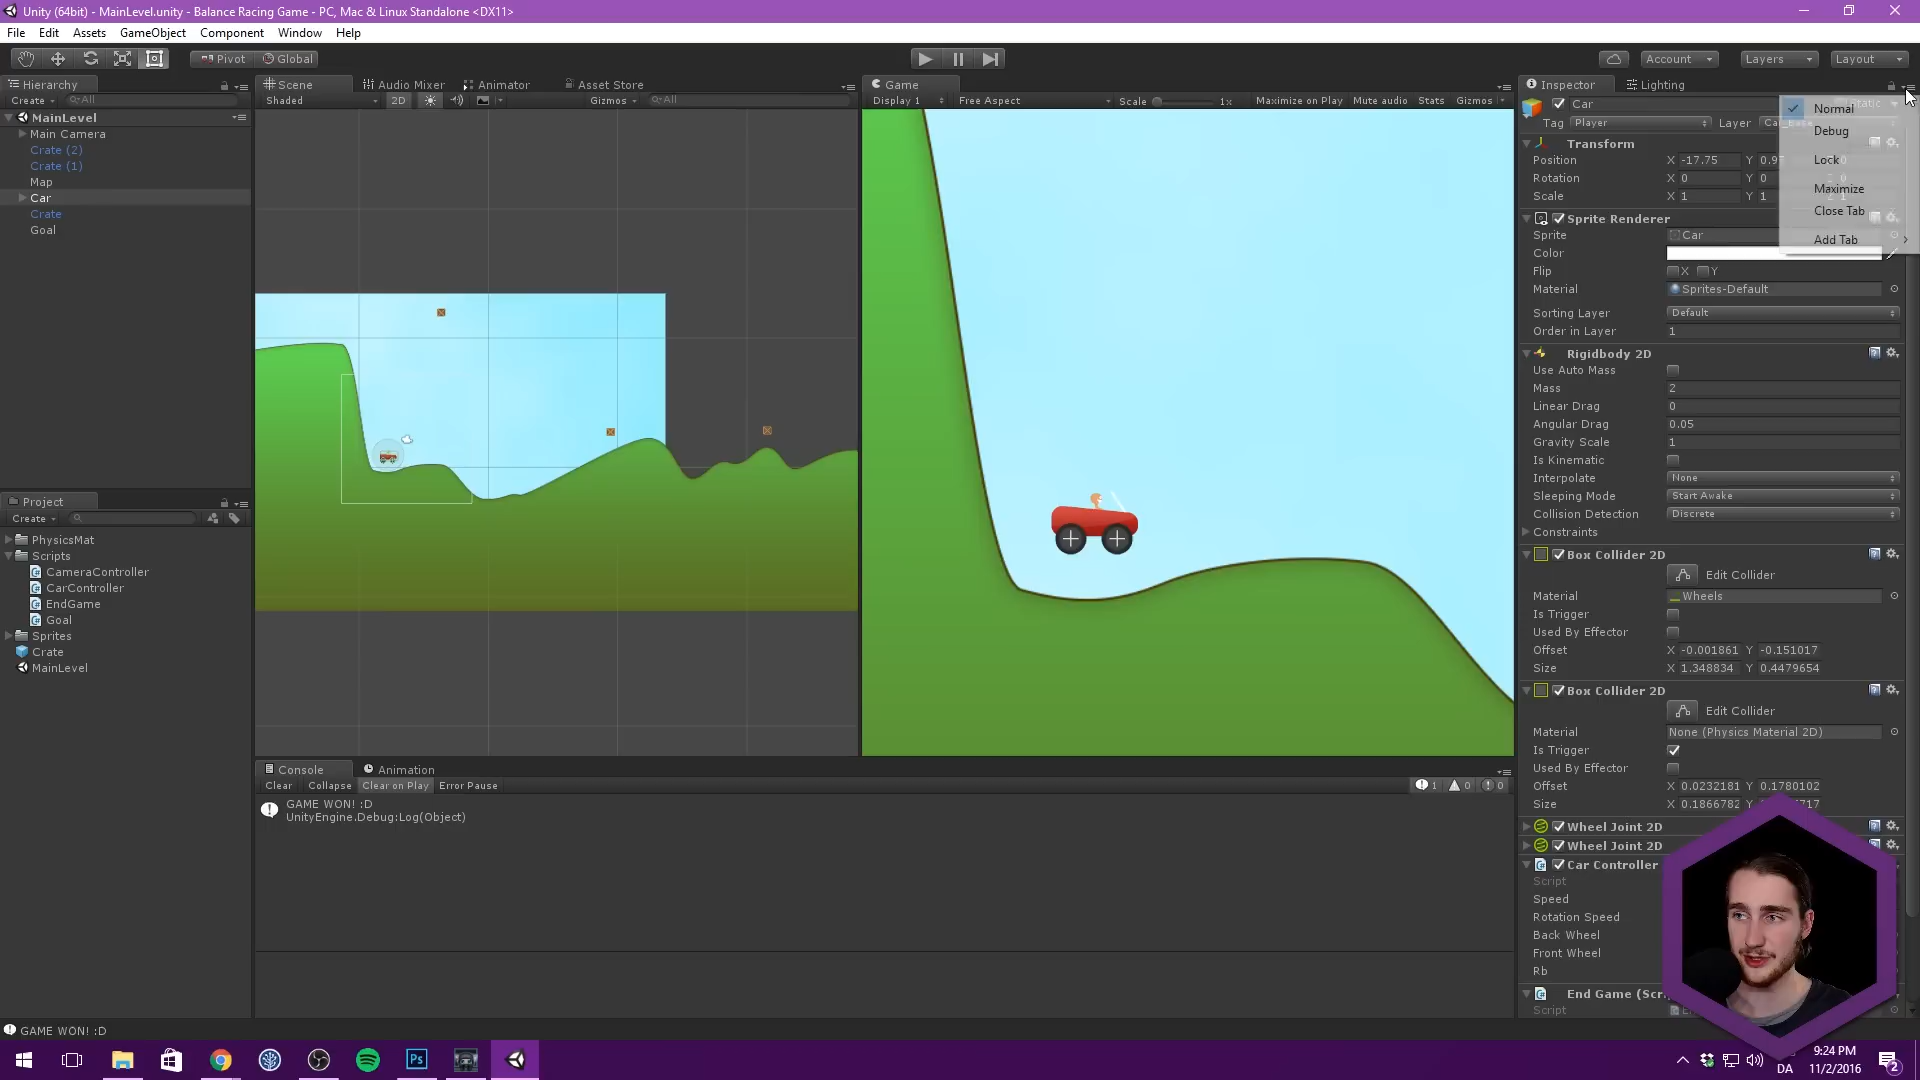 Unity (64bit) - MainLevel.unity - Balance Racing Game - PC, Mac & Linux Standalone <DX11>
File Edit Assets GameObject Component Window Help
Pivot Global Account Layers Layout
Hierarchy
Create All
MainLevel
Main Camera
Crate (2)
Crate (1)
Map
Car
Crate
Goal
Project
Create
PhysicsMat
Scripts
CameraController
CarController
EndGame
Goal
Sprites
Crate
MainLevel
Scene Audio Mixer Animator Asset Store
Shaded 2D Gizmos All
Game
Display 1 Free Aspect Scale 1x Maximize on Play Mute audio Stats Gizmos
Console Animation
Clear Collapse Clear on Play Error Pause 1 0 0
GAME WON! :D
UnityEngine.Debug:Log(Object)
Inspector Lighting
Car Static
Tag Player Layer
Normal
Debug
Lock
Maximize
Close Tab
Add Tab
Transform
Position X -17.75 Y 0.97
Rotation X 0 Y 0 Z 0
Scale X 1 Y 1 Z 1
Sprite Renderer
Sprite Car
Color
Flip X Y
Material Sprites-Default
Sorting Layer Default
Order in Layer 1
Rigidbody 2D
Use Auto Mass
Mass 2
Linear Drag 0
Angular Drag 0.05
Gravity Scale 1
Is Kinematic
Interpolate None
Sleeping Mode Start Awake
Collision Detection Discrete
Constraints
Box Collider 2D
Edit Collider
Material Wheels
Is Trigger
Used By Effector
Offset X -0.001861 Y -0.151017
Size X 1.348834 Y 0.4479654
Box Collider 2D
Edit Collider
Material None (Physics Material 2D)
Is Trigger
Used By Effector
Offset X 0.0232181 Y 0.1780102
Size X 0.1866782
Wheel Joint 2D
Wheel Joint 2D
Car Controller
Script
Speed
Rotation Speed
Back Wheel
Front Wheel
Rb
End Game
Script
GAME WON! :D
Ps
DA
9:24 PM
11/2/2016
2